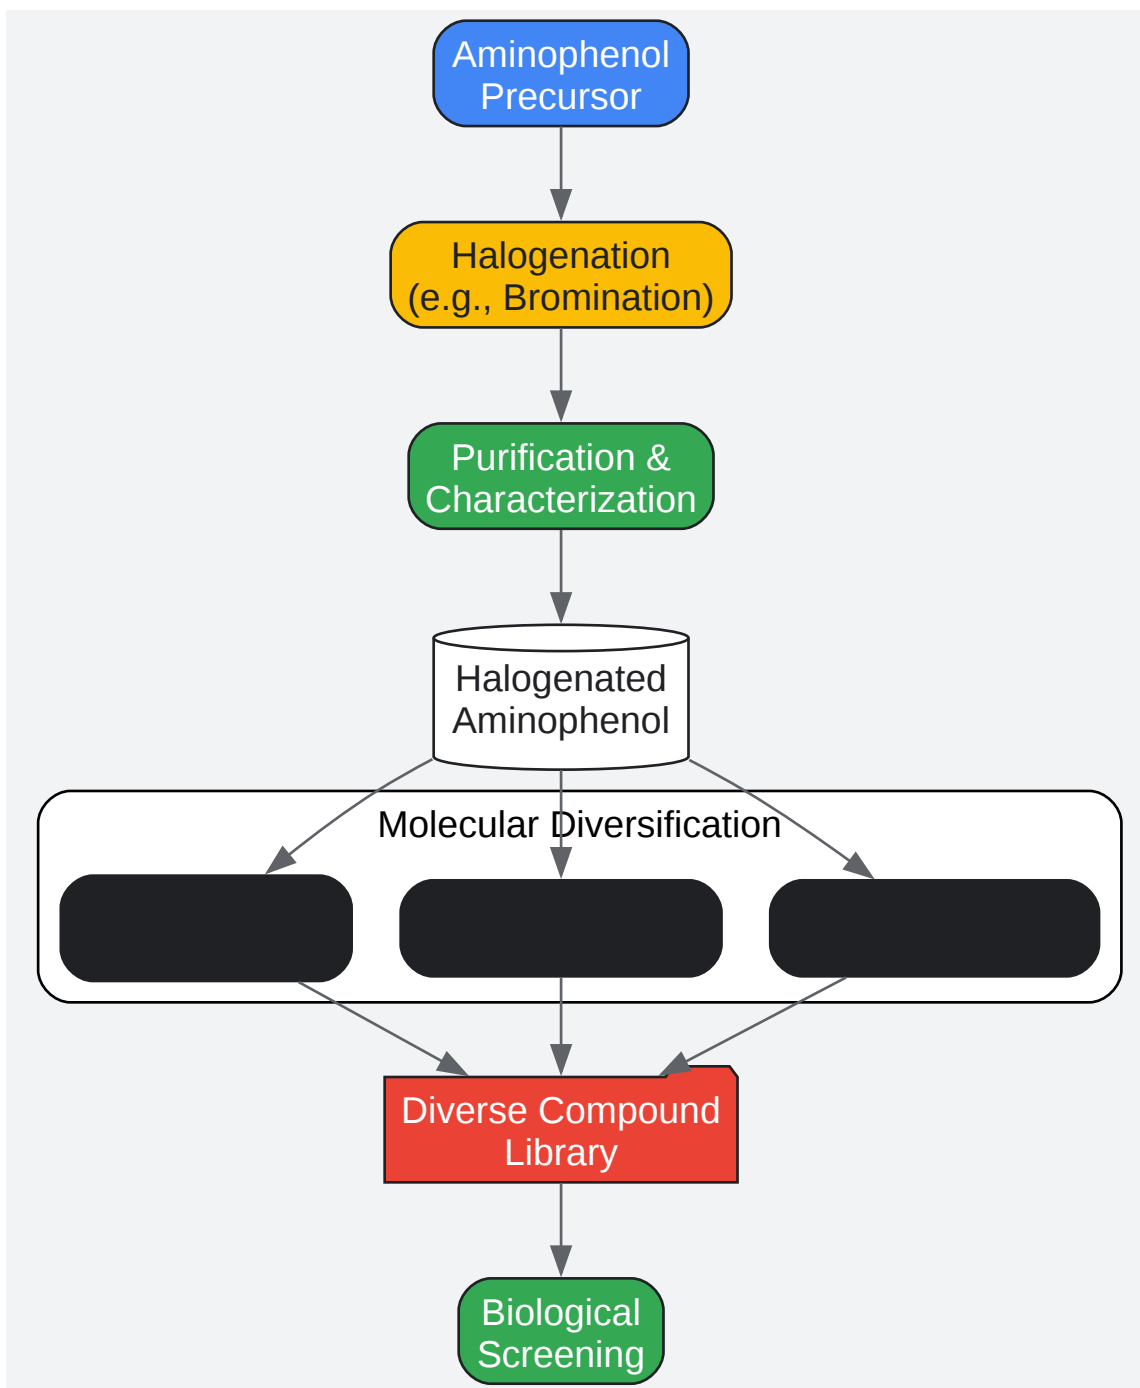 Aminophenol
Precursor
Halogenation
(e.g., Bromination)
Purification &
Characterization
Halogenated
Aminophenol
Molecular Diversification
Diverse Compound
Library
Biological
Screening